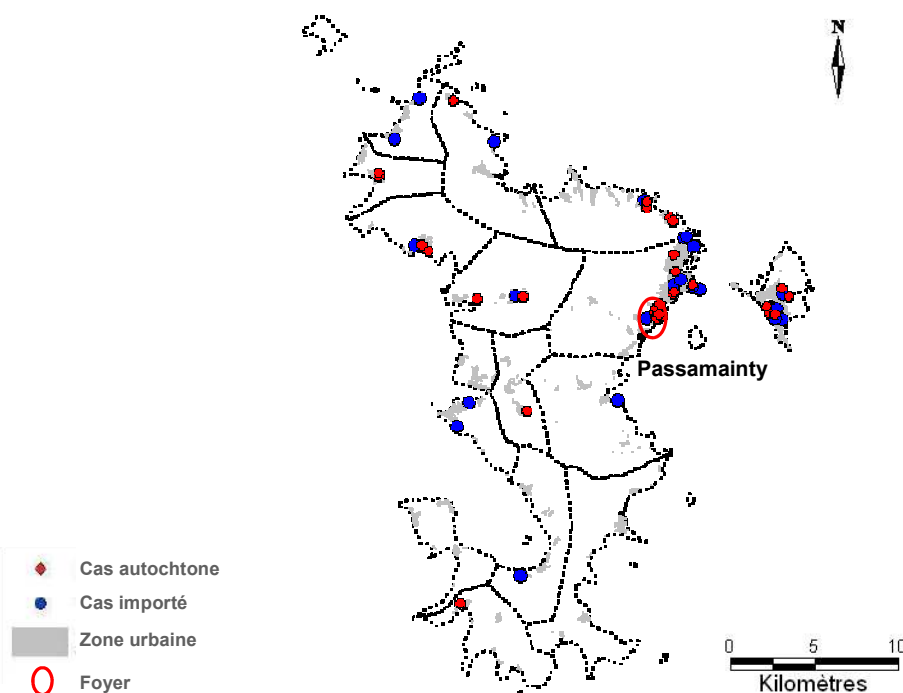 N
Passamainty
Cas autochtone
Cas importé
Zone urbaine
Foyer
0 5 10
Kilomètres